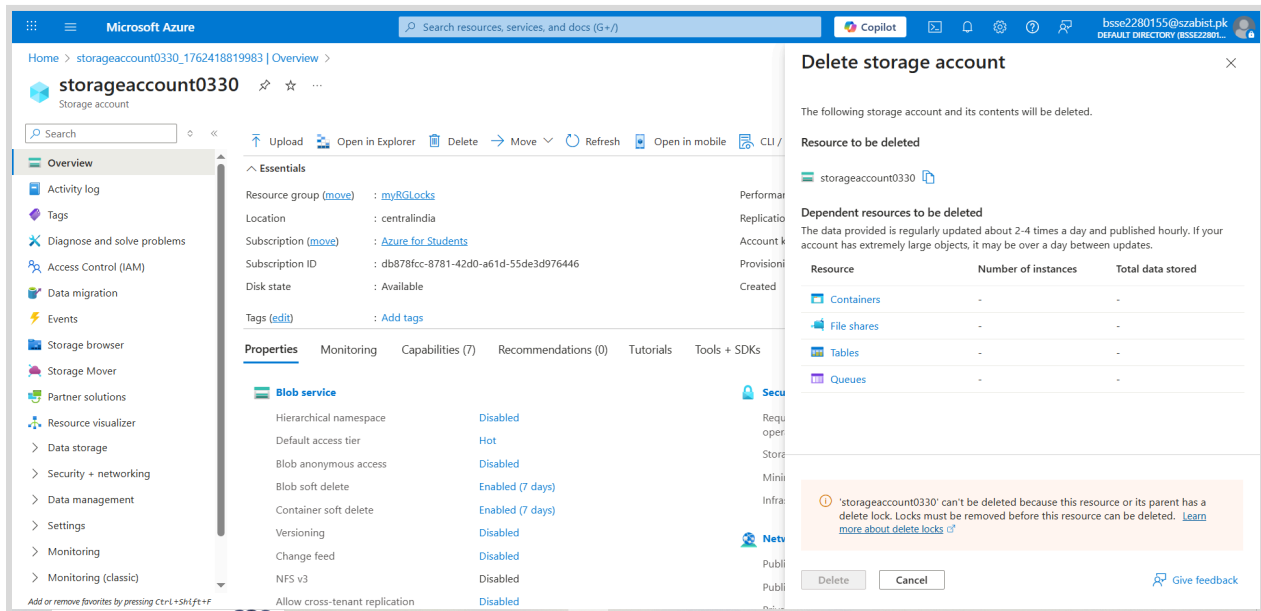 Microsoft Azure
Search resources, services, and docs (G+/)
Copilot
bsse2280155@szabist.pk
DEFAULT DIRECTORY (BSSE22801...
Home > storageaccount0330_1762418819983 | Overview >
storageaccount0330
Storage account
Search
Overview
Activity log
Tags
Diagnose and solve problems
Access Control (IAM)
Data migration
Events
Storage browser
Storage Mover
Partner solutions
Resource visualizer
Data storage
Security + networking
Data management
Settings
Monitoring
Monitoring (classic)
Add or remove favorites by pressing Ctrl+Shift+F
Upload Open in Explorer Delete Move Refresh Open in mobile CLI /
Essentials
Resource group (move) : myRGLocks
Location : centralindia
Subscription (move) : Azure for Students
Subscription ID : db878fcc-8781-42d0-a61d-55de3d976446
Disk state : Available
Tags (edit) : Add tags
Performan
Replicatio
Account k
Provisioni
Created
Properties Monitoring Capabilities (7) Recommendations (0) Tutorials Tools + SDKs
Blob service
Hierarchical namespace Disabled
Default access tier Hot
Blob anonymous access Disabled
Blob soft delete Enabled (7 days)
Container soft delete Enabled (7 days)
Versioning Disabled
Change feed Disabled
NFS v3 Disabled
Allow cross-tenant replication Disabled
Secu
Requ
oper
Stora
Mini
Infra
Netw
Publi
Publi
Delete storage account
The following storage account and its contents will be deleted.
Resource to be deleted
storageaccount0330
Dependent resources to be deleted
The data provided is regularly updated about 2-4 times a day and published hourly. If your
account has extremely large objects, it may be over a day between updates.
Resource Number of instances Total data stored
Containers - -
File shares - -
Tables - -
Queues - -
'storageaccount0330' can't be deleted because this resource or its parent has a
delete lock. Locks must be removed before this resource can be deleted. Learn
more about delete locks
Delete Cancel Give feedback